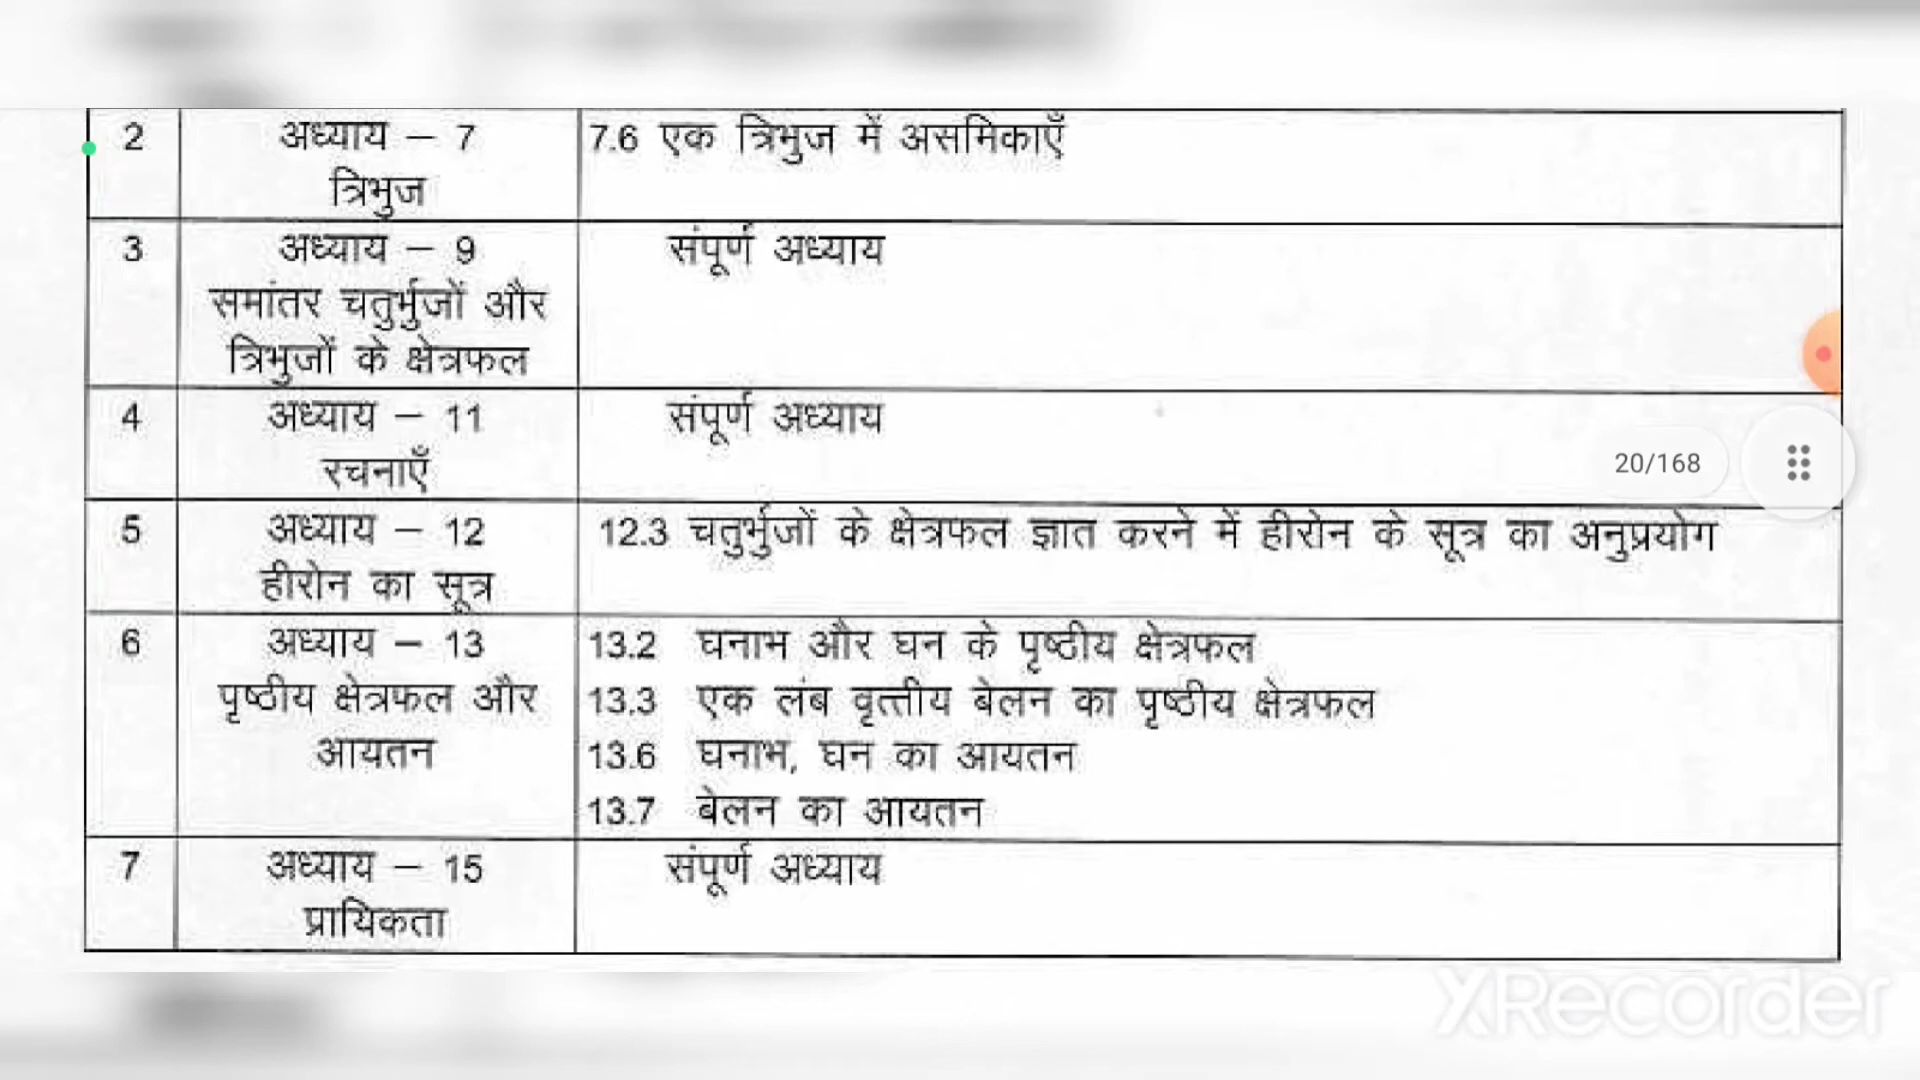 2 अध्याय – 7 7.6 एक त्रिभुज में असमिकाएँ
त्रिभुज
3 अध्याय – 9 संपूर्ण अध्याय
समांतर चतुर्भुजों और
त्रिभुजों के क्षेत्रफल
4 अध्याय – 11 संपूर्ण अध्याय
रचनाएँ
20/168
5 अध्याय – 12 12.3 चतुर्भुजों के क्षेत्रफल ज्ञात करने में हीरोन के सूत्र का अनुप्रयोग
हीरोन का सूत्र
6 अध्याय – 13 13.2 घनाभ और घन के पृष्ठीय क्षेत्रफल
पृष्ठीय क्षेत्रफल और 13.3 एक लंब वृत्तीय बेलन का पृष्ठीय क्षेत्रफल
आयतन 13.6 घनाभ, घन का आयतन
13.7 बेलन का आयतन
7 अध्याय – 15 संपूर्ण अध्याय
प्रायिकता
XRecorder